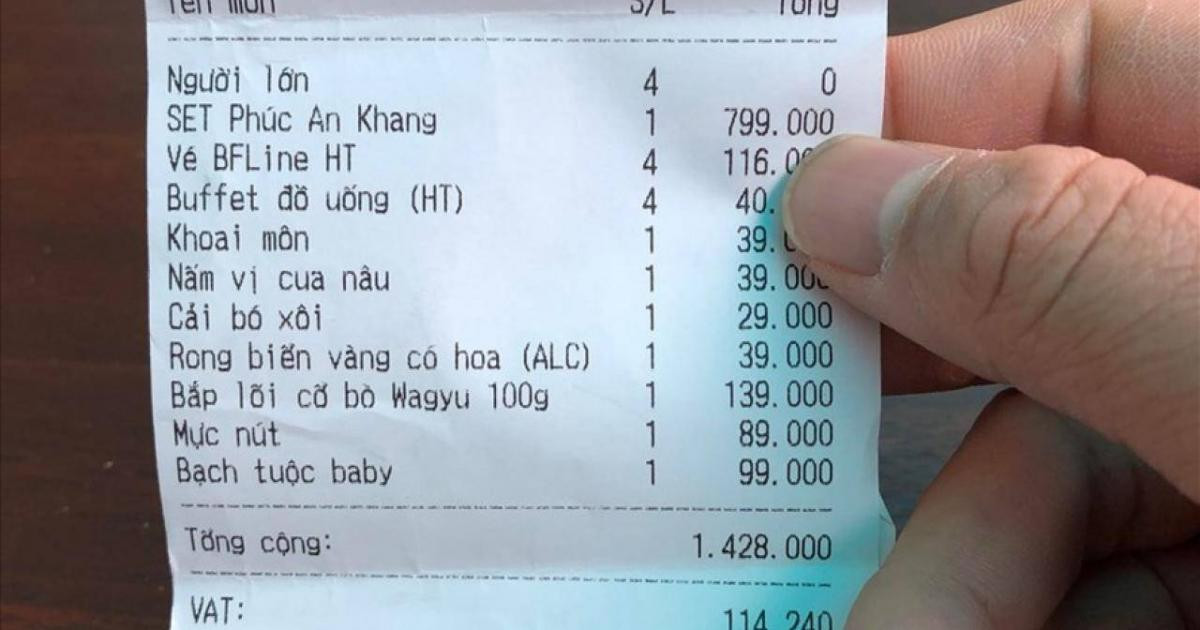 Tên món S/L Tổng
Người lớn 4 0
SET Phúc An Khang 1 799.000
Vé BFLine HT 4 116.0
Buffet đồ uống (HT) 4 40.
Khoai môn 1 39.
Nấm vị cua nâu 1 39.000
Cải bó xôi 1 29.000
Rong biển vàng có hoa (ALC) 1 39.000
Bắp lõi cỡ bò Wagyu 100g 1 139.000
Mực nút 1 89.000
Bạch tuộc baby 1 99.000
Tổng cộng: 1.428.000
VAT: 114.240